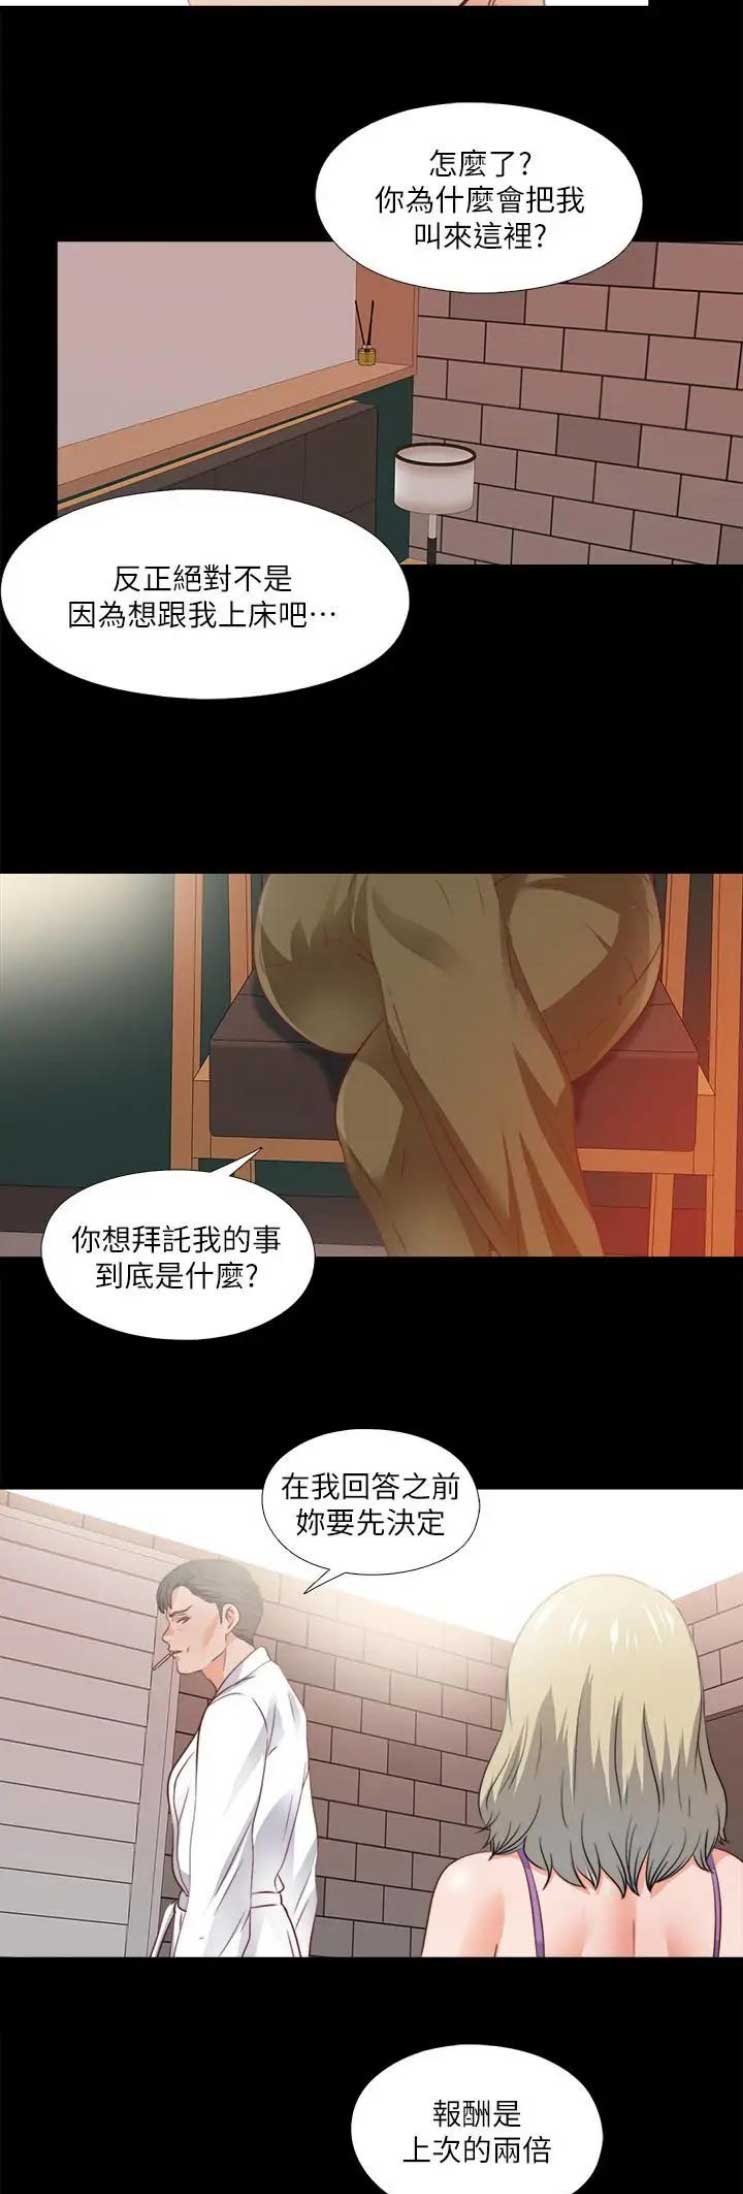 怎麼了?
你為什麼會把我
叫來這裡?
反正絕對不是
因為想跟我上床吧…
你想拜託我的事
到底是什麼?
在我回答之前
妳要先決定
報酬是
上次的兩倍